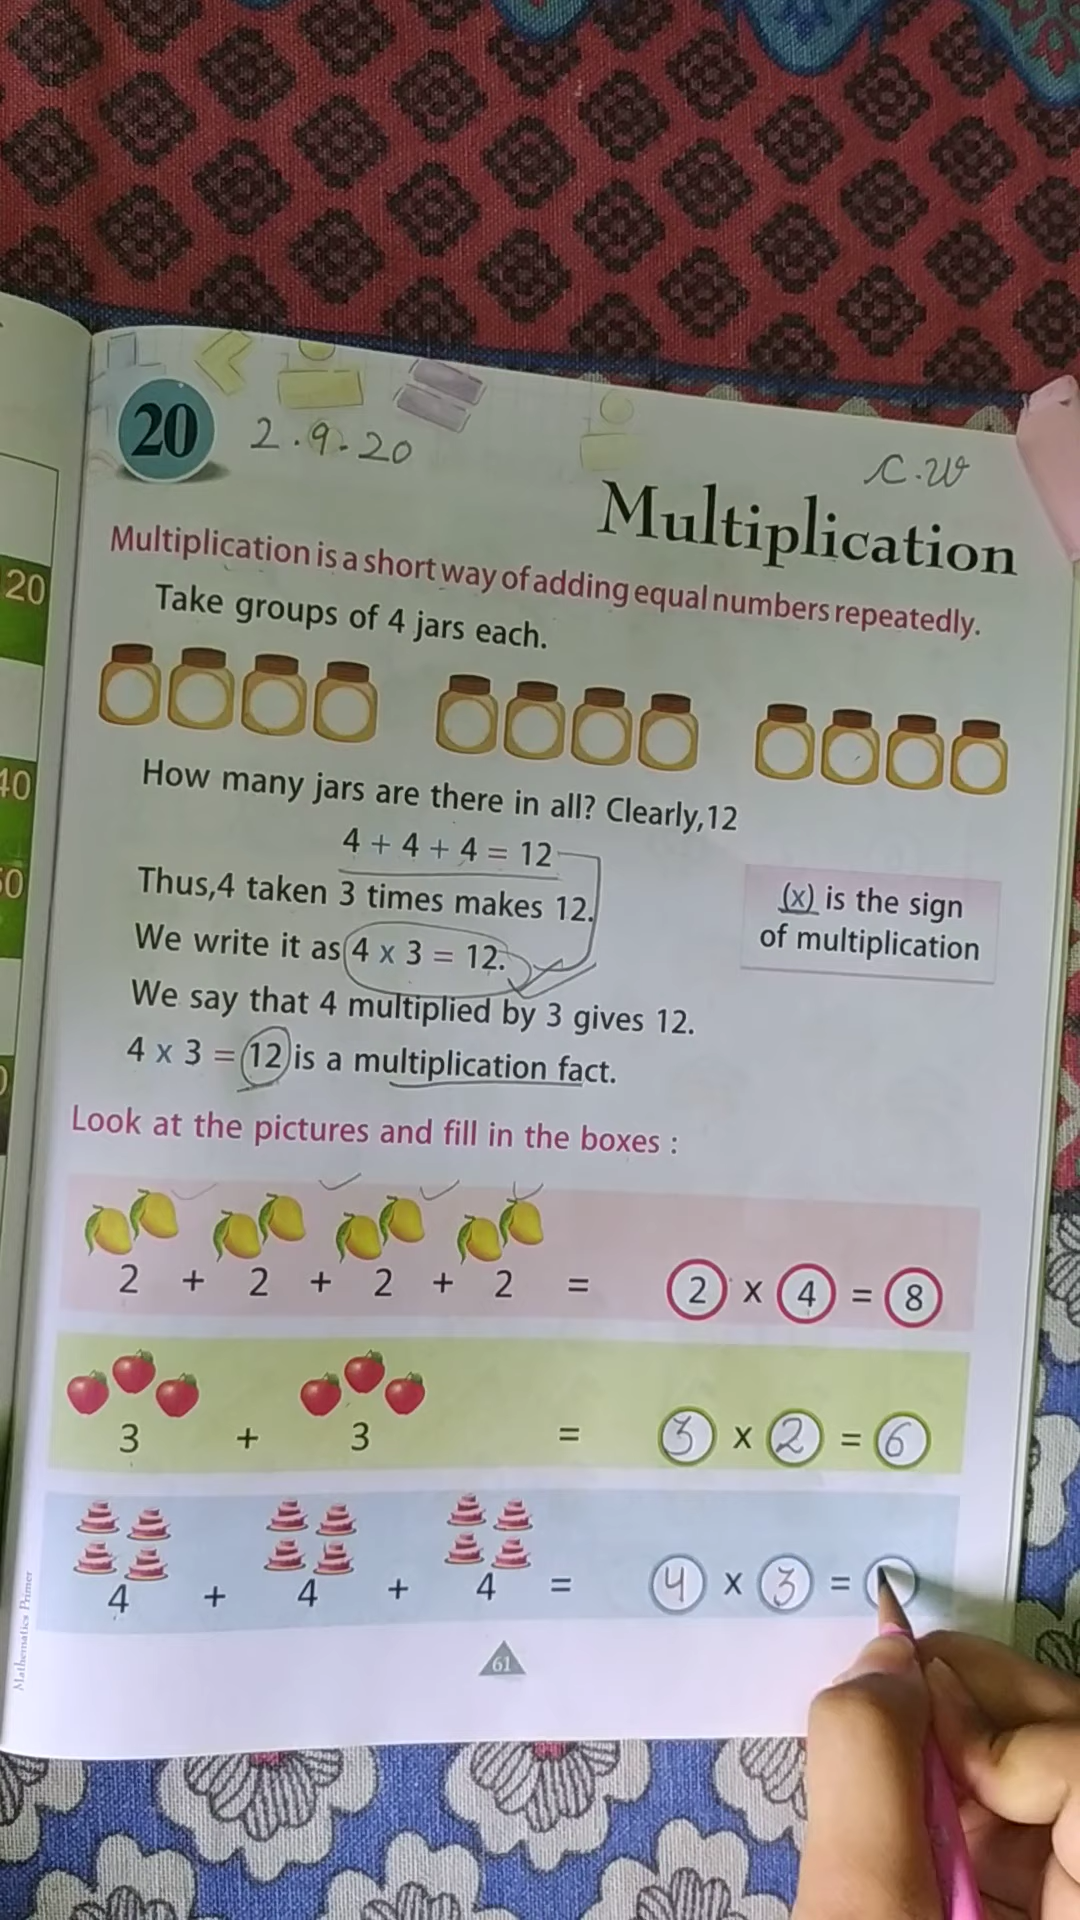 20
2.9.20
C.W
Multiplication
Multiplication is a short way of adding equal numbers repeatedly.
Take groups of 4 jars each.
How many jars are there in all? Clearly,12
4 + 4 + 4 = 12
Thus,4 taken 3 times makes 12.
We write it as 4 x 3 = 12.
(x) is the sign
of multiplication
We say that 4 multiplied by 3 gives 12.
4 x 3 = 12 is a multiplication fact.
Look at the pictures and fill in the boxes :
2 + 2 + 2 + 2 = 2 x 4 = 8
3 + 3 = 3 x 2 = 6
4 + 4 + 4 = 4 x 3 =
61
Mathematics Primer
20
40